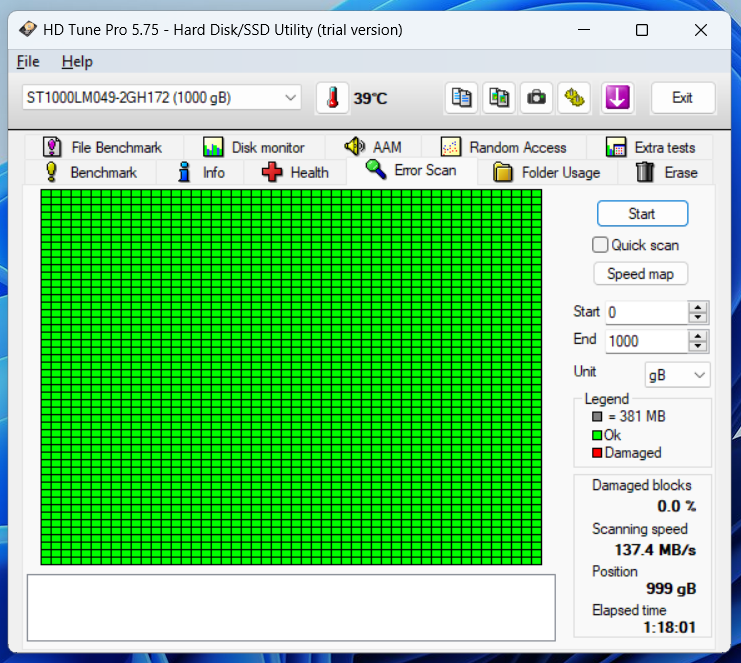 HD Tune Pro 5.75 - Hard Disk/SSD Utility (trial version)
File Help
ST1000LM049-2GH172 (1000 gB) 39°C Exit
File Benchmark Disk monitor AAM Random Access Extra tests
Benchmark Info Health Error Scan Folder Usage Erase
Start
Quick scan
Speed map
Start 0
End 1000
Unit gB
Legend
= 381 MB
Ok
Damaged
Damaged blocks
0.0 %
Scanning speed
137.4 MB/s
Position
999 gB
Elapsed time
1:18:01